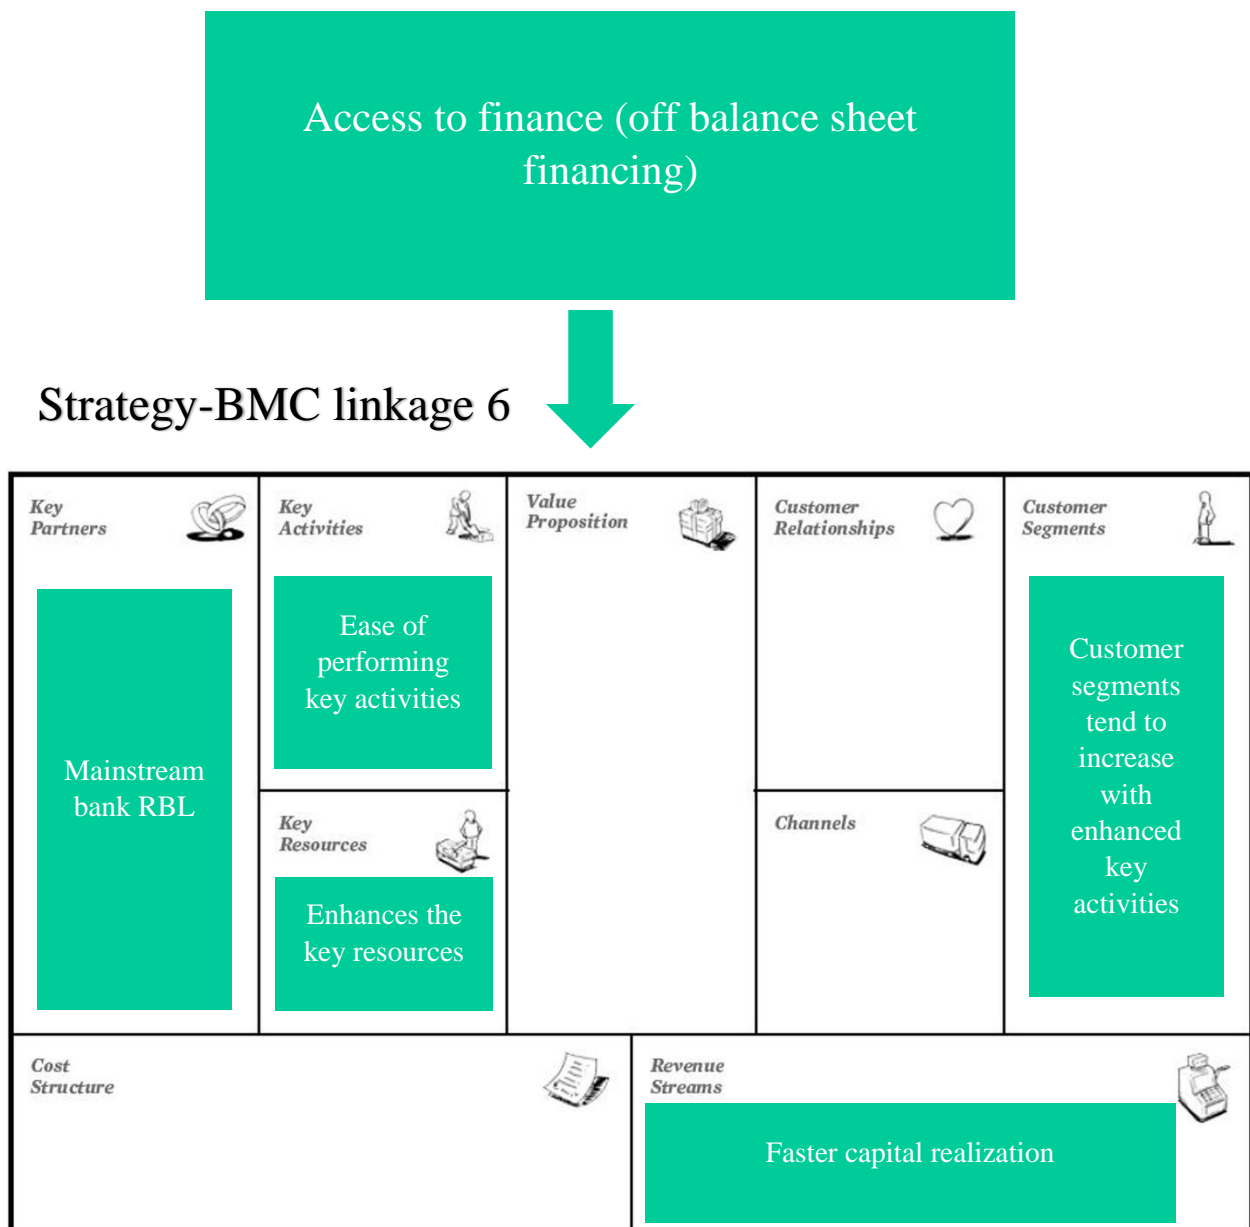 Access to finance (off balance sheet
financing)
Strategy-BMC linkage 6
Key
Partners
Mainstream
bank RBL
Key
Activities
Ease of
performing
key activities
Key
Resources
Enhances the
key resources
Value
Proposition
Customer
Relationships
Channels
Customer
Segments
Customer
segments
tend to
increase
with
enhanced
key
activities
Cost
Structure
Revenue
Streams
Faster capital realization